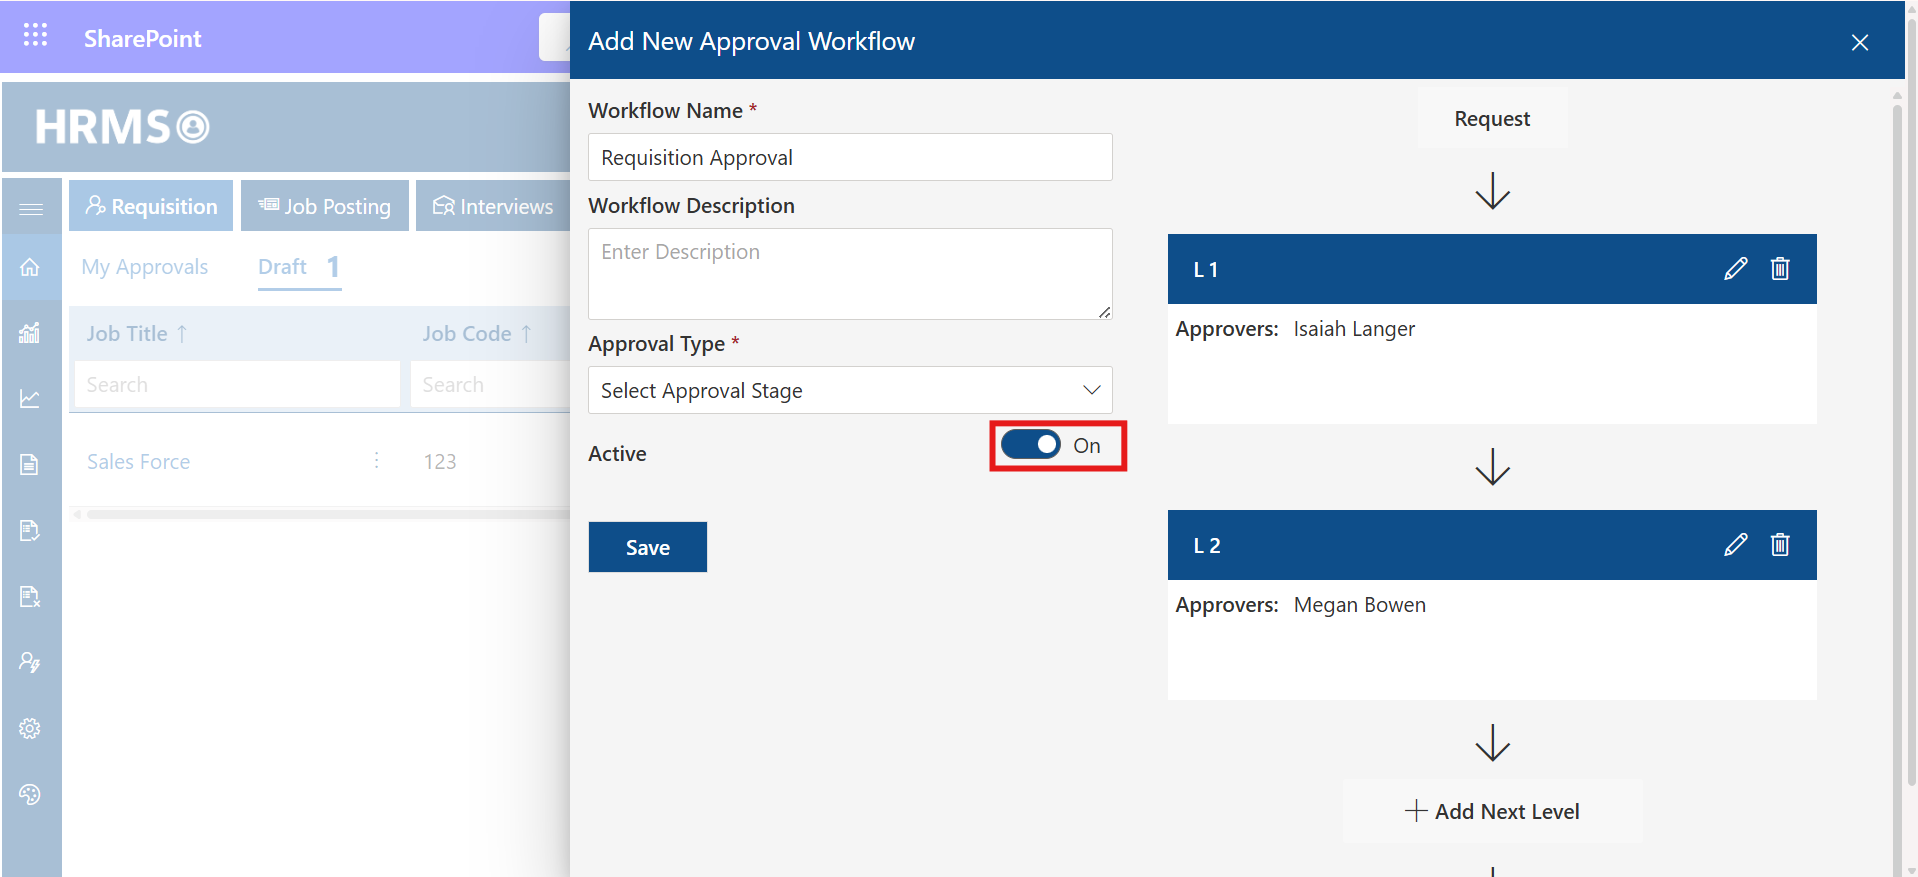 SharePoint
HRMS
Requisition
Job Posting
Interviews
My Approvals
Draft 1
Job Title
Job Code
Search
Search
Sales Force
123
Add New Approval Workflow
Workflow Name *
Requisition Approval
Workflow Description
Enter Description
Approval Type *
Select Approval Stage
Active
On
Save
Request
L 1
Approvers: Isaiah Langer
L 2
Approvers: Megan Bowen
Add Next Level